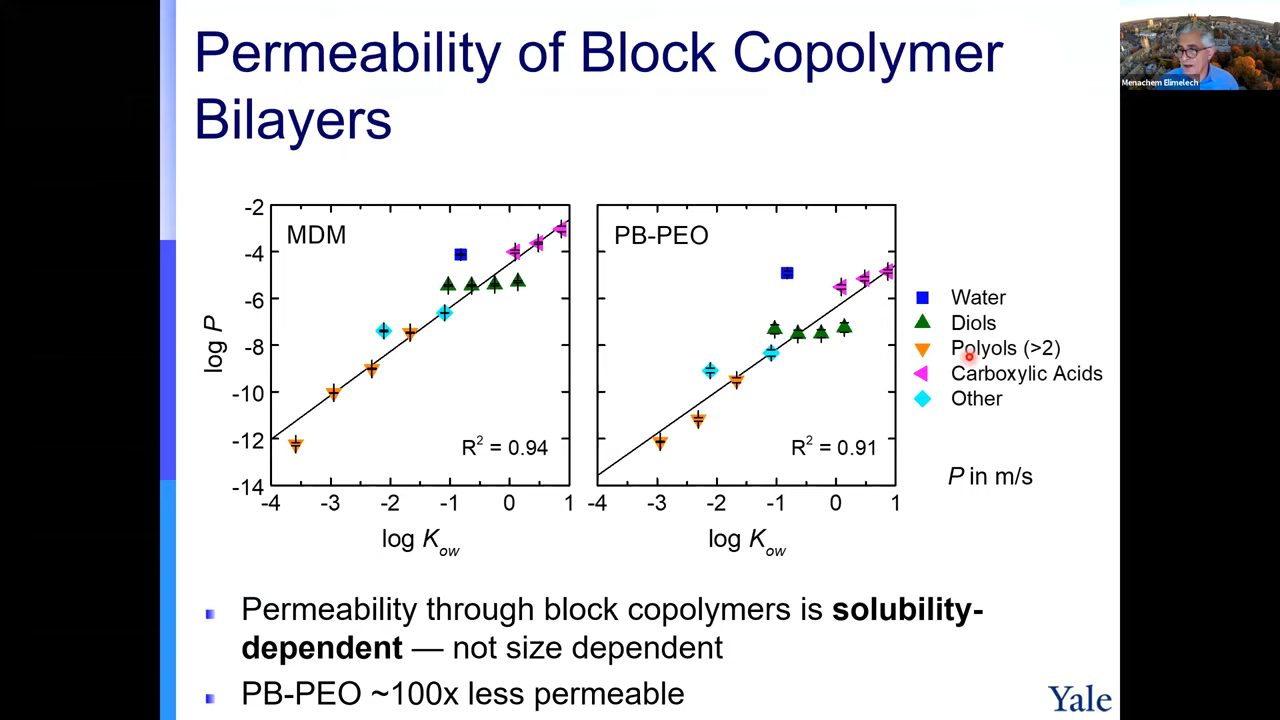 Permeability of Block Copolymer
Bilayers
Menachem Elimelech
MDM
PB-PEO
-2
-4
-6
-8
-10
-12
-14
log P
R² = 0.94
R² = 0.91
-4 -3 -2 -1 0 1
-4 -3 -2 -1 0 1
log Kow
log Kow
Water
Diols
Polyols (>2)
Carboxylic Acids
Other
P in m/s
Permeability through block copolymers is solubility-
dependent — not size dependent
PB-PEO ~100x less permeable
Yale